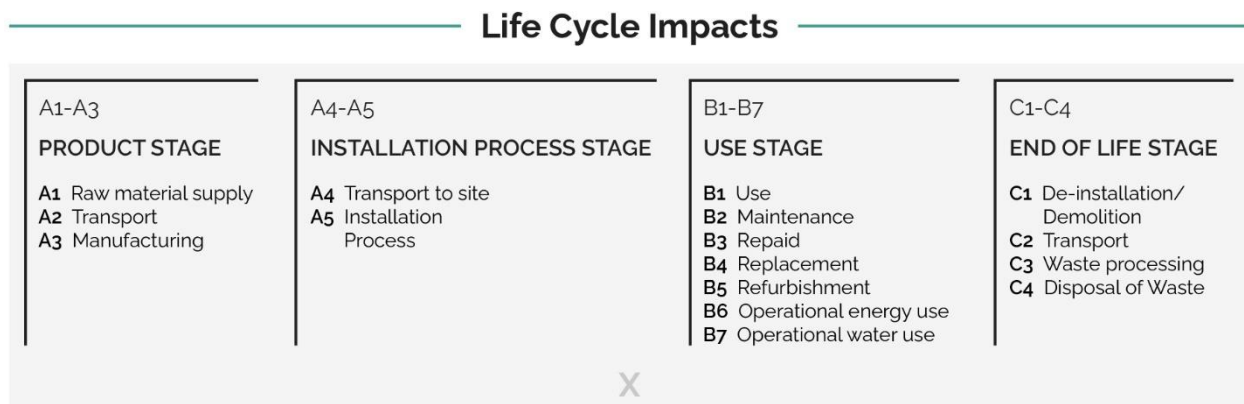 Life Cycle Impacts
A1-A3
PRODUCT STAGE
A1 Raw material supply
A2 Transport
A3 Manufacturing
A4-A5
INSTALLATION PROCESS STAGE
A4 Transport to site
A5 Installation
Process
B1-B7
USE STAGE
B1 Use
B2 Maintenance
B3 Repaid
B4 Replacement
B5 Refurbishment
B6 Operational energy use
B7 Operational water use
C1-C4
END OF LIFE STAGE
C1 De-installation/
Demolition
C2 Transport
C3 Waste processing
C4 Disposal of Waste
X